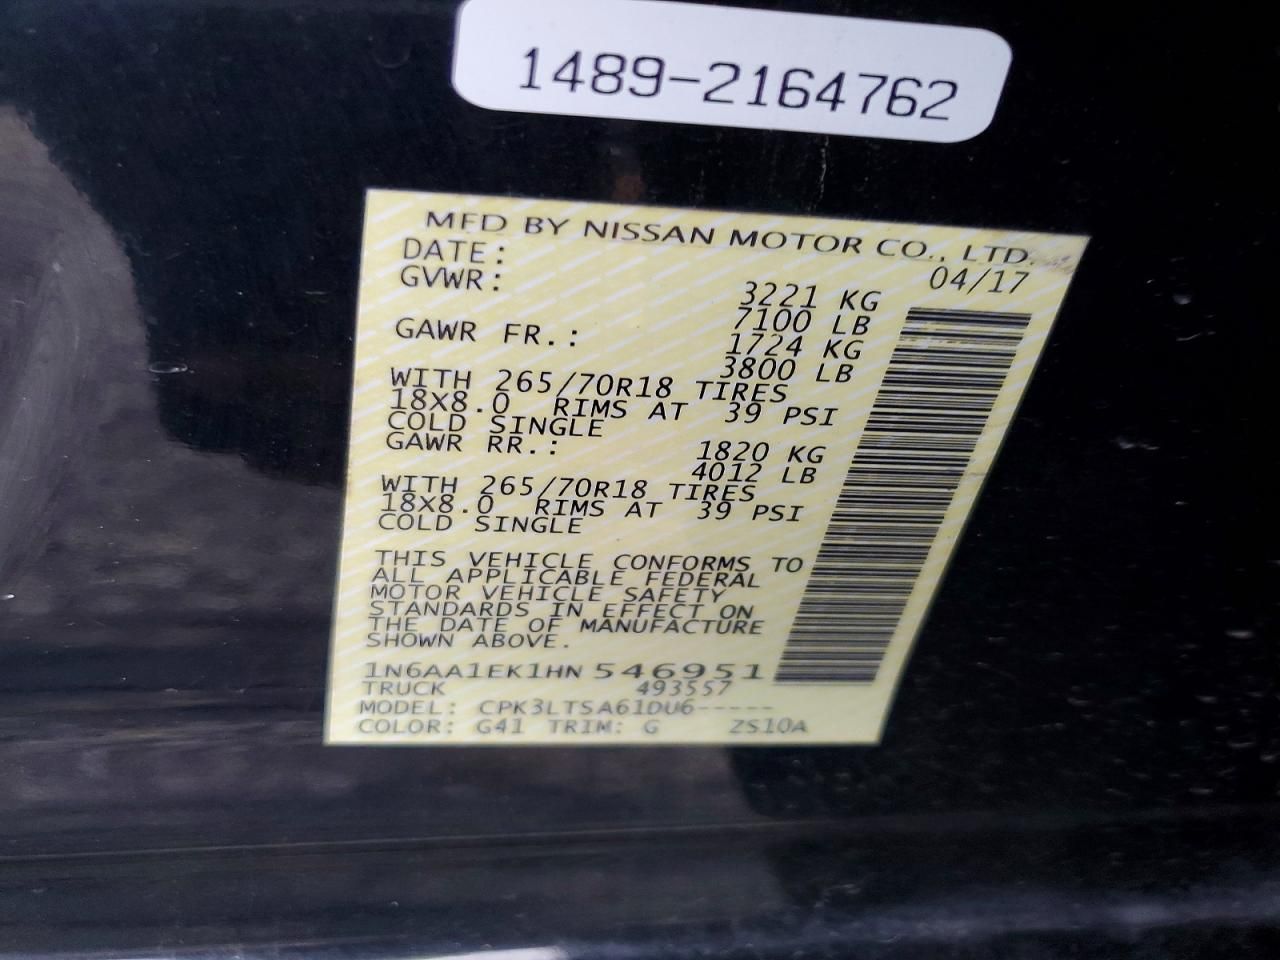 1489-2164762
MFD BY NISSAN MOTOR CO., LTD.
DATE: 04/17
GVWR: 3221 KG
7100 LB
GAWR FR.: 1724 KG
3800 LB
WITH 265/70R18 TIRES
18X8.0 RIMS AT 39 PSI
COLD SINGLE
GAWR RR.: 1820 KG
4012 LB
WITH 265/70R18 TIRES
18X8.0 RIMS AT 39 PSI
COLD SINGLE
THIS VEHICLE CONFORMS TO
ALL APPLICABLE FEDERAL
MOTOR VEHICLE SAFETY
STANDARDS IN EFFECT ON
THE DATE OF MANUFACTURE
SHOWN ABOVE.
1N6AA1EK1HN546951
TRUCK 493557
MODEL: CPK3LTSA61DU6-----
COLOR: G41 TRIM: G ZS10A